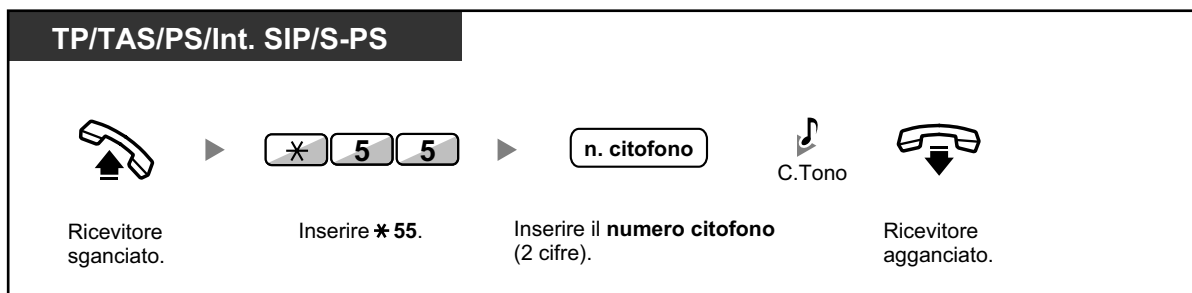 TP/TAS/PS/Int. SIP/S-PS
* 5 5
n. citofono
C.Tono
Ricevitore
sganciato.
Inserire * 55.
Inserire il numero citofono
(2 cifre).
Ricevitore
agganciato.